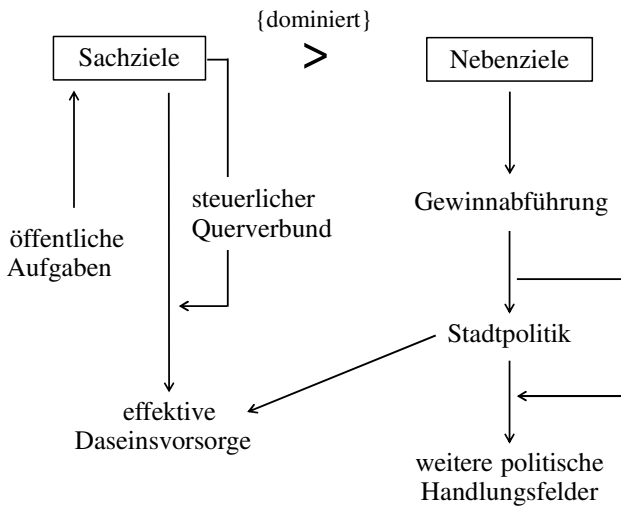 {dominiert}
Sachziele
>
Nebenziele
steuerlicher
Querverbund
Gewinnabführung
öffentliche
Aufgaben
Stadtpolitik
effektive
Daseinsvorsorge
weitere politische
Handlungsfelder